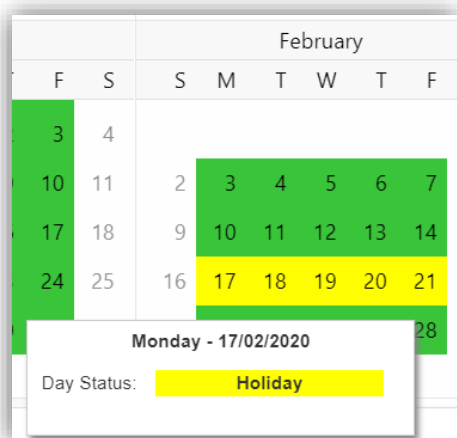 February
F S S M T W T F
3 4
10 11 2 3 4 5 6 7
17 18 9 10 11 12 13 14
24 25 16 17 18 19 20 21
28
Monday - 17/02/2020
Day Status: Holiday